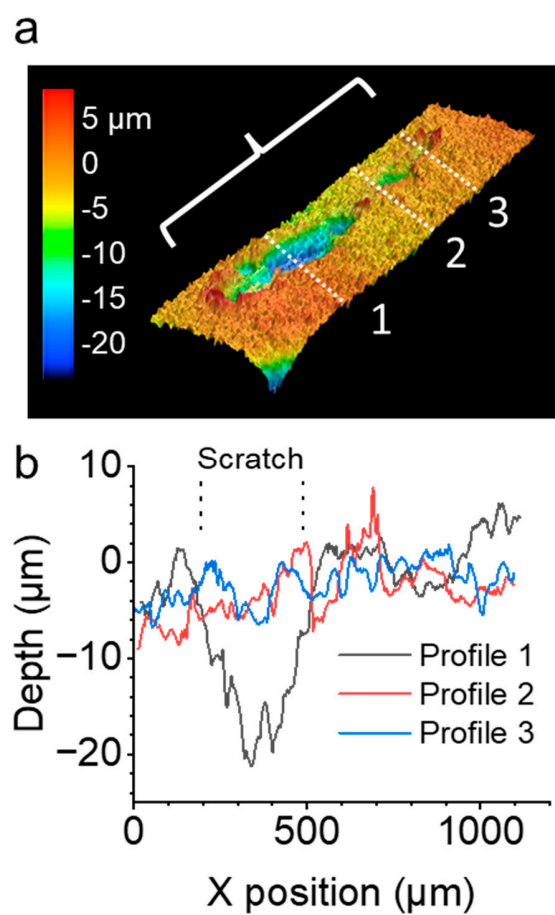 a
5 μm
0
-5
-10
-15
-20
1
2
3
b
Scratch
10
0
−10
−20
Depth (μm)
Profile 1
Profile 2
Profile 3
0
500
1000
X position (μm)